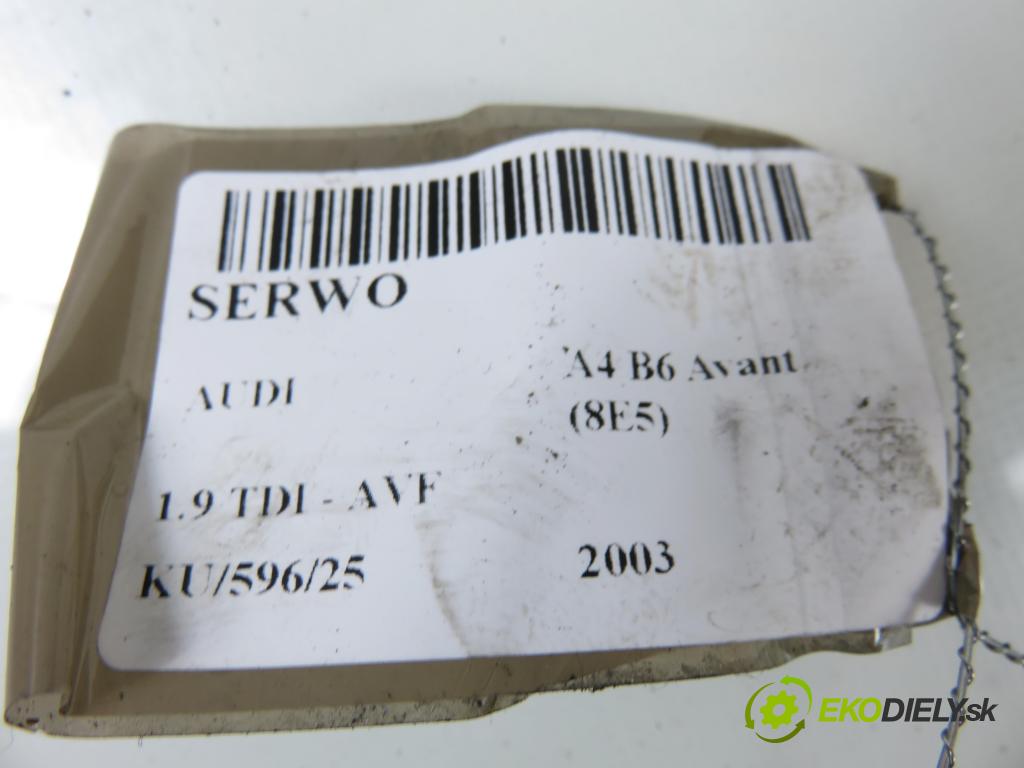 SERWO
AUDI
A4 B6 Avant
(8E5)
1.9 TDI - AVF
KU/596/25
2003
EKODIELY.sk